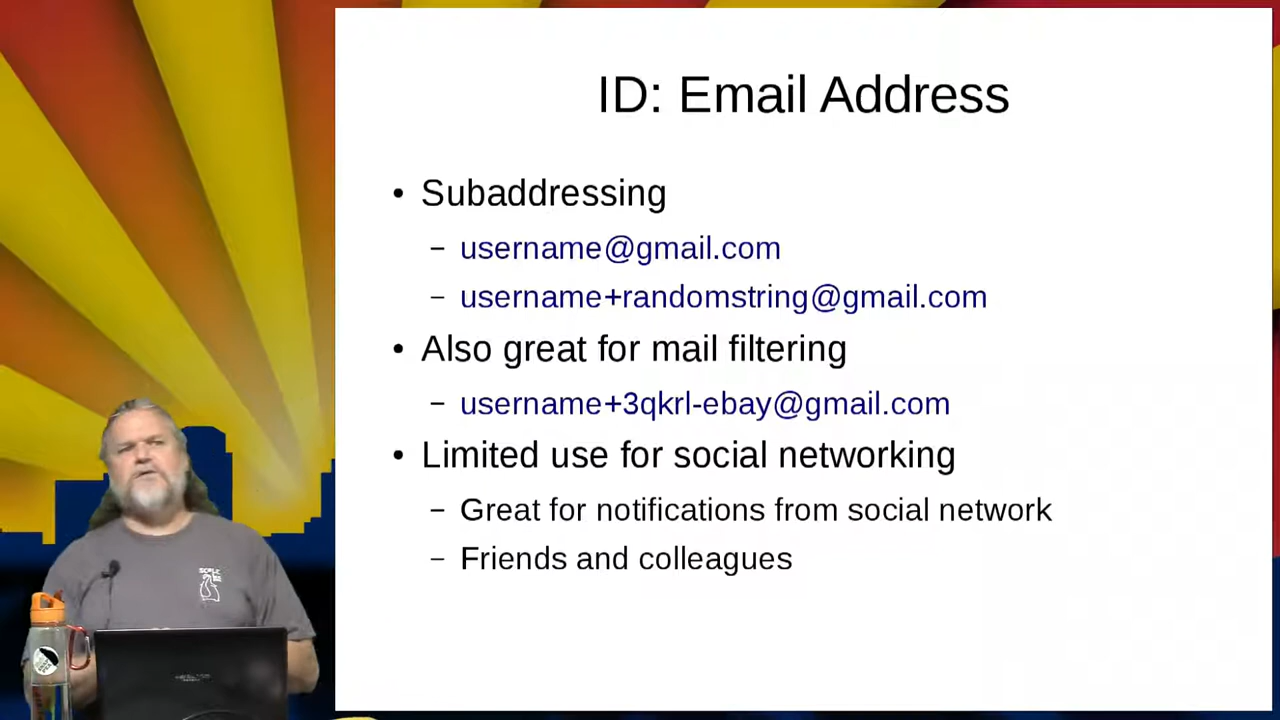 ID: Email Address
• Subaddressing
– username@gmail.com
– username+randomstring@gmail.com
• Also great for mail filtering
– username+3qkrl-ebay@gmail.com
• Limited use for social networking
– Great for notifications from social network
– Friends and colleagues